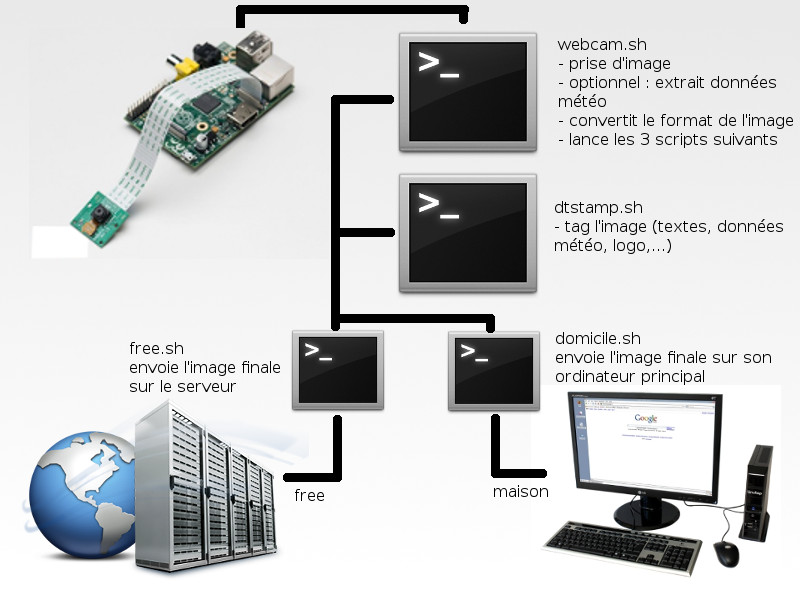 webcam.sh
- prise d'image
- optionnel : extrait données
météo
- convertit le format de l'image
- lance les 3 scripts suivants
>_
>_
dtstamp.sh
- tag l'image (textes, données
météo, logo,...)
>_
>_
free.sh
envoie l'image finale
sur le serveur
domicile.sh
envoie l'image finale sur son
ordinateur principal
Google
free
maison